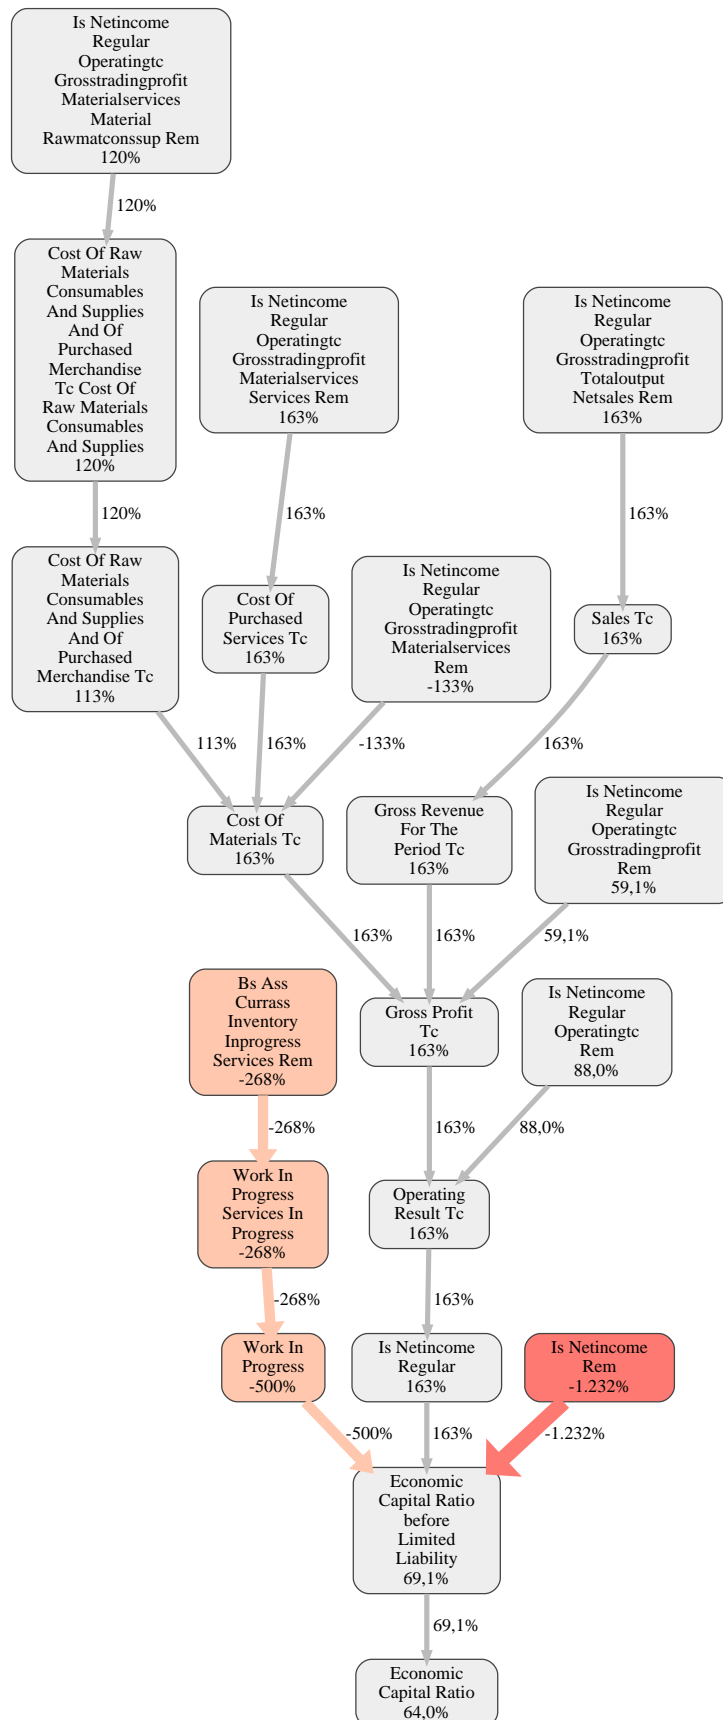 Is Netincome
Regular
Operatingtc
Grosstradingprofit
Materialservices
Material
Rawmatconssup Rem
120%
120%
Cost Of Raw
Materials
Consumables
And Supplies
And Of
Purchased
Merchandise
Tc Cost Of
Raw Materials
Consumables
And Supplies
120%
Is Netincome
Regular
Operatingtc
Grosstradingprofit
Materialservices
Services Rem
163%
Is Netincome
Regular
Operatingtc
Grosstradingprofit
Totaloutput
Netsales Rem
163%
120%
163%
163%
Cost Of Raw
Materials
Consumables
And Supplies
And Of
Purchased
Merchandise Tc
113%
Cost Of
Purchased
Services Tc
163%
Is Netincome
Regular
Operatingtc
Grosstradingprofit
Materialservices
Rem
-133%
Sales Tc
163%
113%
163%
-133%
163%
Cost Of
Materials Tc
163%
Gross Revenue
For The
Period Tc
163%
Is Netincome
Regular
Operatingtc
Grosstradingprofit
Rem
59,1%
163%
163%
59,1%
Bs Ass
Currass
Inventory
Inprogress
Services Rem
-268%
Gross Profit
Tc
163%
Is Netincome
Regular
Operatingtc
Rem
88,0%
-268%
163%
88,0%
Work In
Progress
Services In
Progress
-268%
Operating
Result Tc
163%
-268%
163%
Work In
Progress
-500%
Is Netincome
Regular
163%
Is Netincome
Rem
-1.232%
-500%
163%
-1.232%
Economic
Capital Ratio
before
Limited
Liability
69,1%
69,1%
Economic
Capital Ratio
64,0%